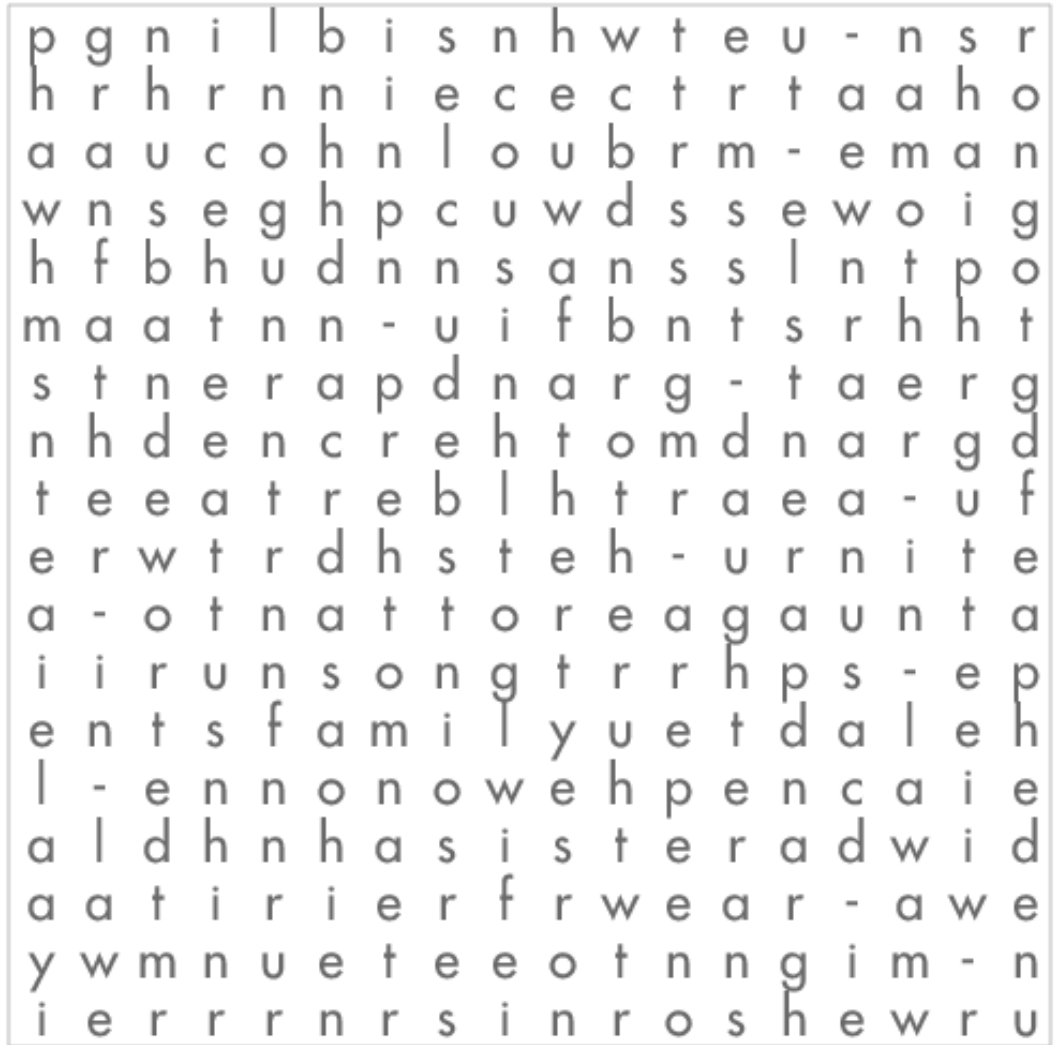 p g n i l b i s n h w t e u - n s r
h r h r n n i e c e c t r t a a h o
a a u c o h n l o u b r m - e m a n
w n s e g h p c u w d s s e w o i g
h f b h u d n n s a n s s l n t p o
m a a t n n - u i f b n t s r h h t
s t n e r a p d n a r g - t a e r g
n h d e n c r e h t o m d n a r g d
t e e a t r e b l h t r a e a - u f
e r w t r d h s t e h - u r n i t e
a - o t n a t t o r e a g a u n t a
i i r u n s o n g t r r h p s - e p
e n t s f a m i l y u e t d a l e h
l - e n n o n o w e h p e n c a i e
a l d h n h a s i s t e r a d w i d
a a t i r i e r f r w e a r - a w e
y w m n u e t e e o t n n g i m - n
i e r r r n r s i n r o s h e w r u